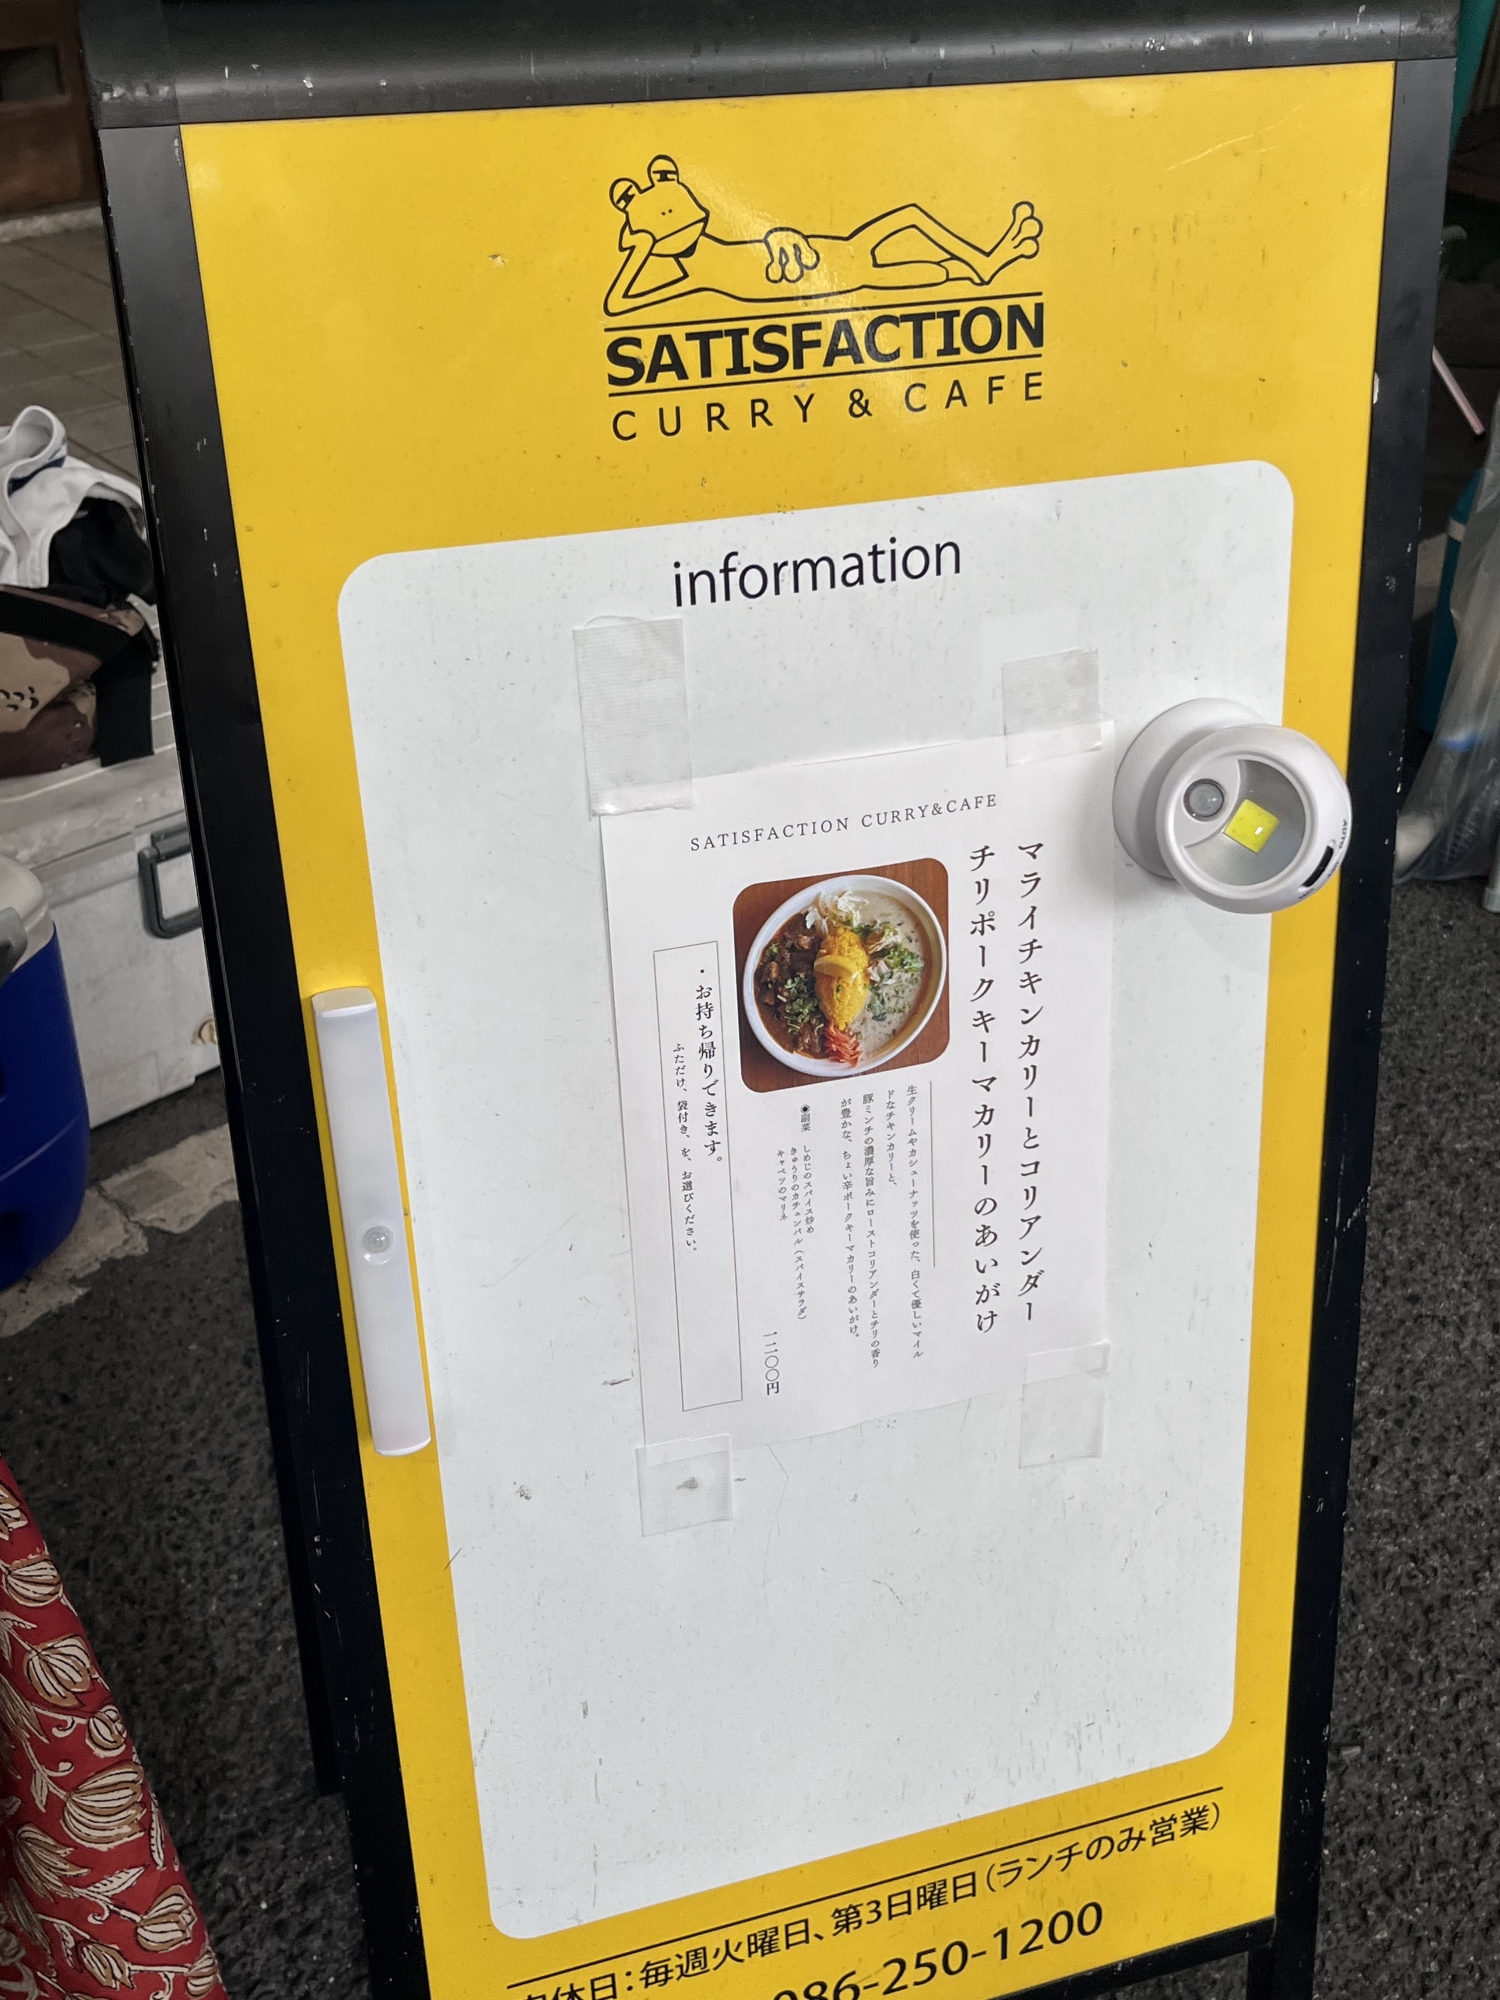 SATISFACTION
CURRY & CAFE
information
SATISFACTION CURRY&CAFE
マライチキンカリーとコリアンダー
チリポークキーマカリーのあいがけ
生クリームやカシューナッツを使った、白くて優しいマイル
ドなチキンカリーと、
豚ミンチの濃厚な旨みにローストコリアンダーとチリの香り
が豊かな、ちょい辛ポークキーマカリーのあいがけ。
◉副菜 しめじのスパイス炒め
きゅうりのカチュンバル(スパイスサラダ)
キャベツのマリネ
一二〇〇円
・お持ち帰りできます。
ふただけ、袋付き、を、お選びください。
休日:毎週火曜日、第3日曜日(ランチのみ営業)
086-250-1200